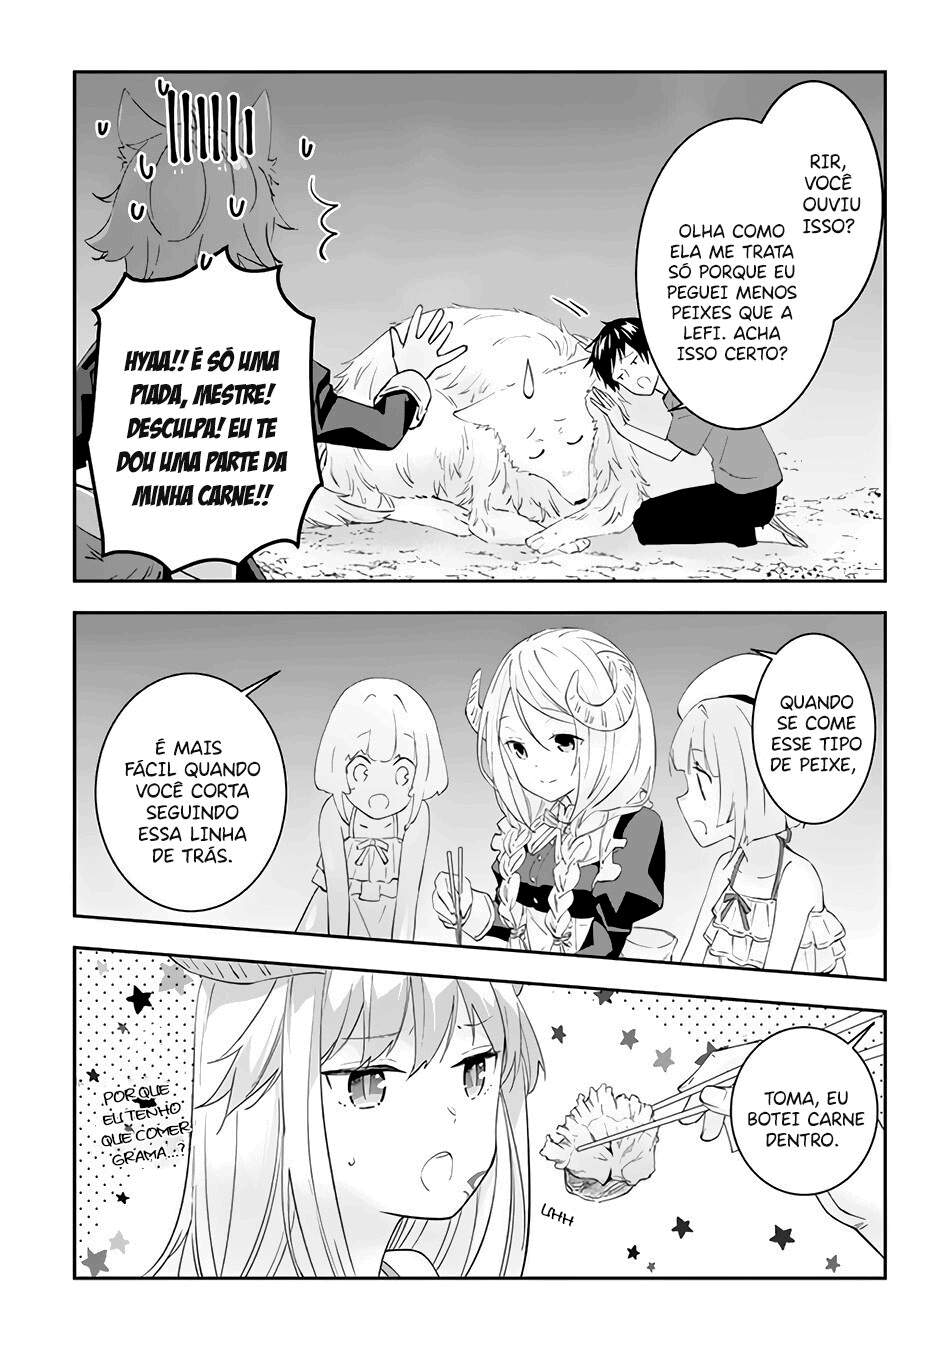 RIR,
VOCÊ
OUVIU
ISSO?
OLHA COMO
ELA ME TRATA
SÓ PORQUE EU
PEGUEI MENOS
PEIXES QUE A
LEFI. ACHA
ISSO CERTO?
HYAA!! É SÓ UMA
PIADA, MESTRE!
DESCULPA! EU TE
DOU UMA PARTE DA
MINHA CARNE!!
QUANDO
SE COME
ESSE TIPO
DE PEIXE,
É MAIS
FÁCIL QUANDO
VOCÊ CORTA
SEGUINDO
ESSA LINHA
DE TRÁS.
TOMA, EU
BOTEI CARNE
DENTRO.
UHH
POR QUE
EU TENHO
QUE COMER
GRAMA...?